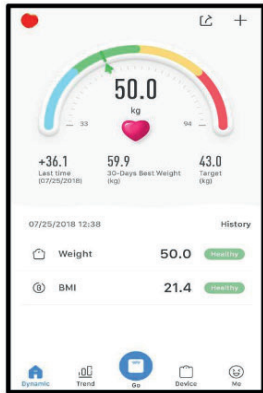 50.0
kg
33
94
+36.1 59.9 43.0
Last time 30-Days Best Weight Target
(07/25/2018) (kg) (kg)
07/25/2018 12:38 History
Weight 50.0 Healthy
BMI 21.4 Healthy
Dynamic Trend Go Device Me